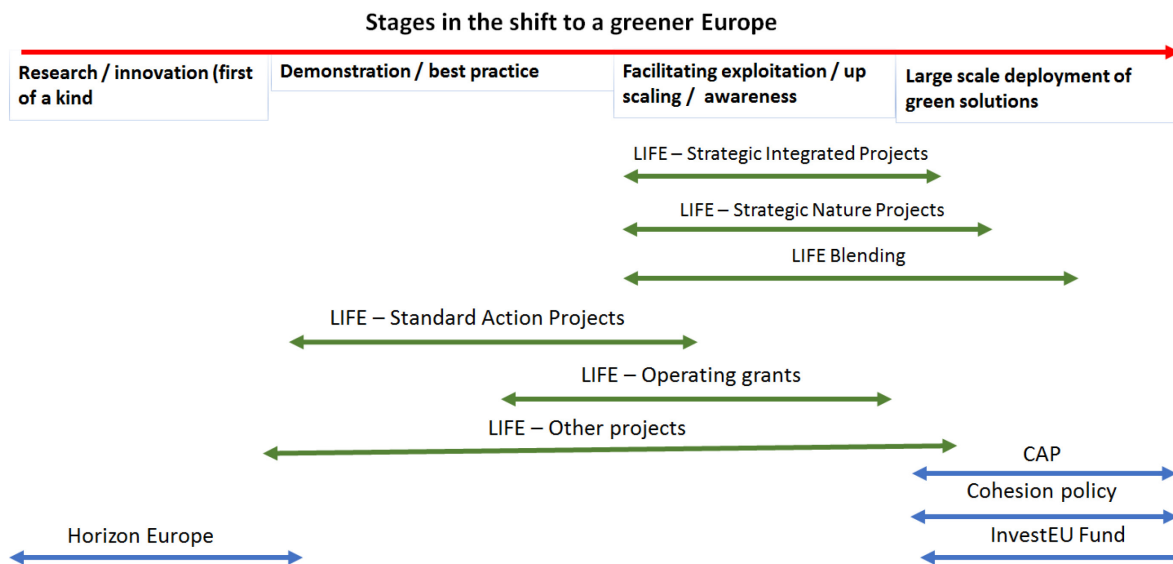 Stages in the shift to a greener Europe
Research / innovation (first
of a kind
Demonstration / best practice
Facilitating exploitation / up
scaling / awareness
Large scale deployment of
green solutions
LIFE – Strategic Integrated Projects
LIFE – Strategic Nature Projects
LIFE Blending
LIFE – Standard Action Projects
LIFE – Operating grants
LIFE – Other projects
CAP
Cohesion policy
Horizon Europe
InvestEU Fund